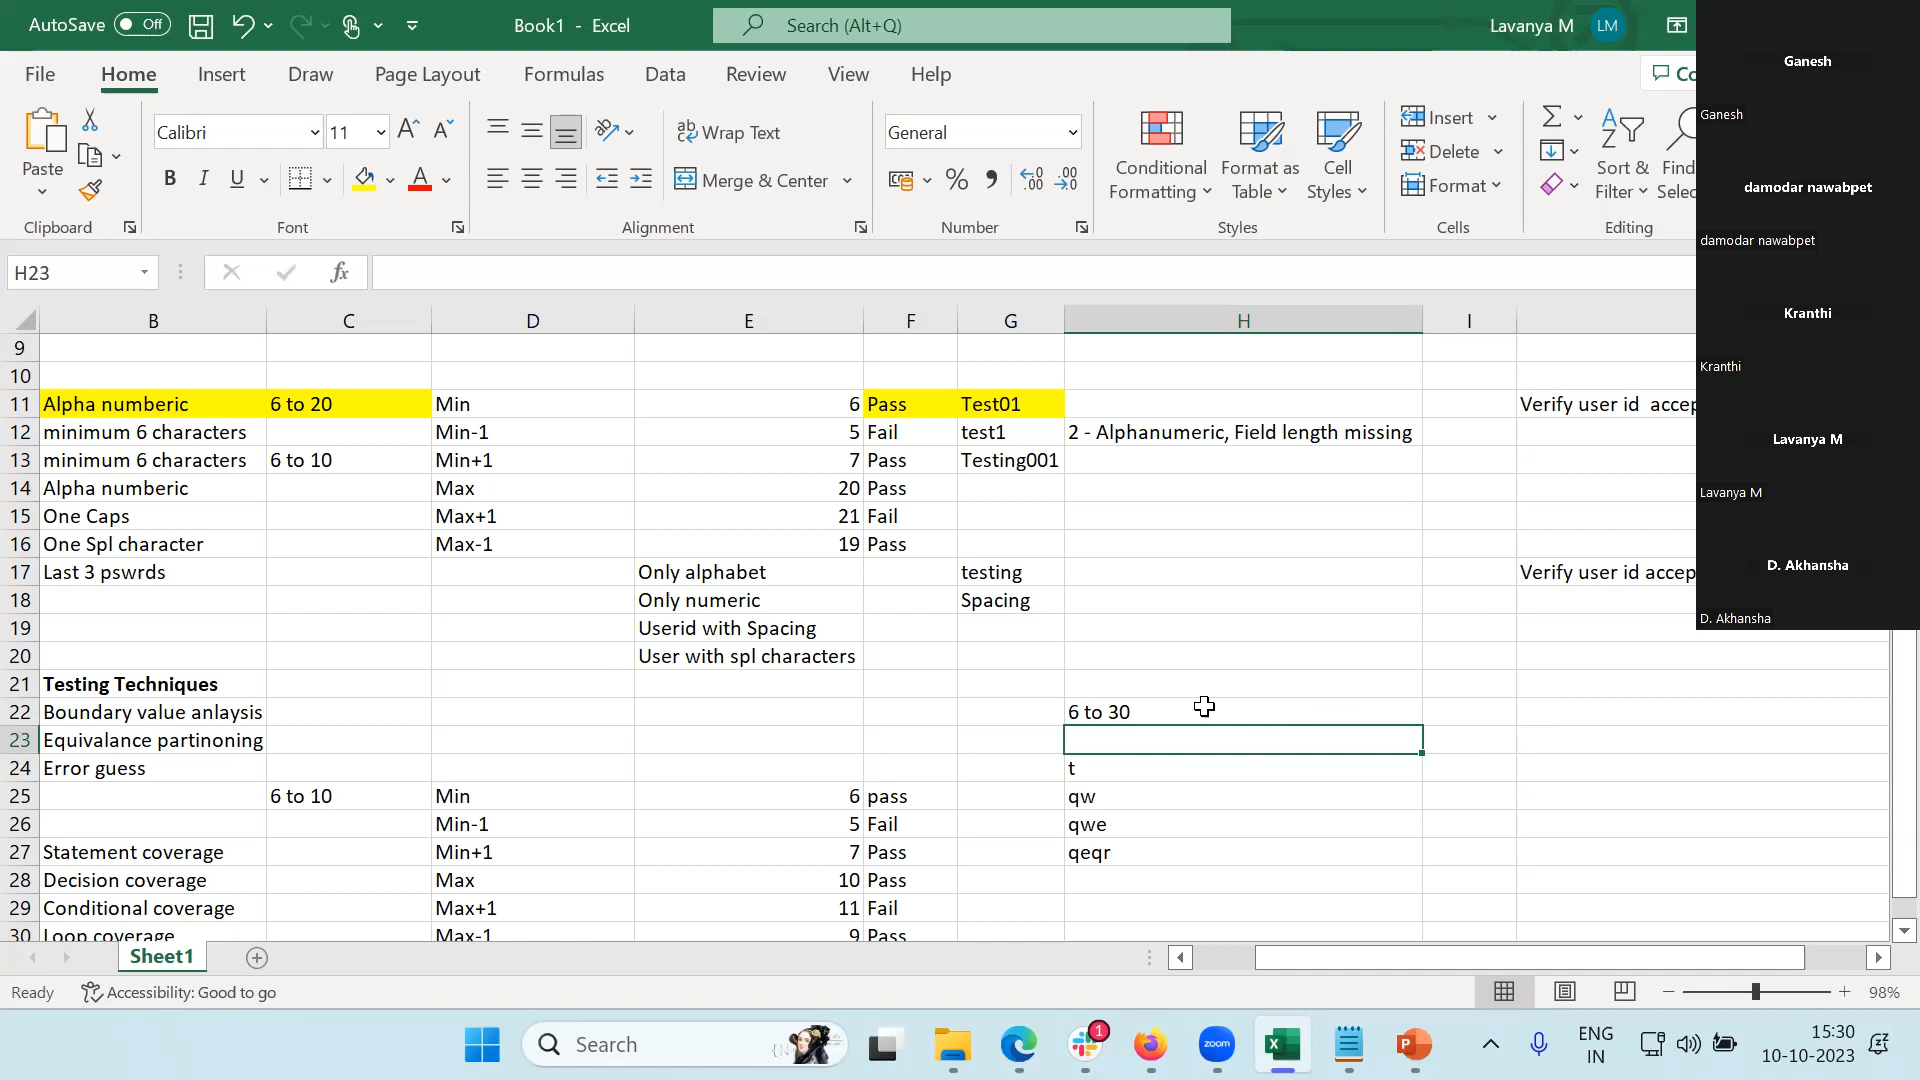 AutoSave Off Book1 - Excel Search (Alt+Q) Lavanya M LM
File Home Insert Draw Page Layout Formulas Data Review View Help Co
Paste
Calibri 11
B I U
ab Wrap Text
Merge & Center
General
Conditional Formatting
Format as Table
Cell Styles
Insert
Delete
Format
Sort & Filter
Find
Selec
Clipboard Font Alignment Number Styles Cells Editing
H23 fx
B C D E F G H I
9
10
11 Alpha numberic 6 to 20 Min 6 Pass Test01 Verify user id accep
12 minimum 6 characters Min-1 5 Fail test1 2 - Alphanumeric, Field length missing
13 minimum 6 characters 6 to 10 Min+1 7 Pass Testing001
14 Alpha numberic Max 20 Pass
15 One Caps Max+1 21 Fail
16 One Spl character Max-1 19 Pass
17 Last 3 pswrds Only alphabet testing Verify user id accep
18 Only numeric Spacing
19 Userid with Spacing
20 User with spl characters
21 Testing Techniques
22 Boundary value anlaysis 6 to 30
23 Equivalance partinoning
24 Error guess t
25 6 to 10 Min 6 pass qw
26 Min-1 5 Fail qwe
27 Statement coverage Min+1 7 Pass qeqr
28 Decision coverage Max 10 Pass
29 Conditional coverage Max+1 11 Fail
30 Loop coverage Max-1 9 Pass
Sheet1
Ready Accessibility: Good to go 98%
Search 1 zoom ENG IN 15:30 10-10-2023
Ganesh
Ganesh
damodar nawabpet
damodar nawabpet
Kranthi
Kranthi
Lavanya M
Lavanya M
D. Akhansha
D. Akhansha